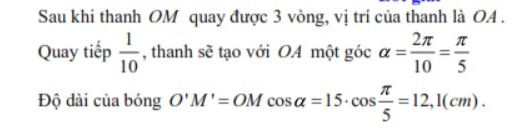 Sau khi thanh OM quay được 3 vòng, vị trí của thanh là OA.
Quay tiếp 1/10, thanh sẽ tạo với OA một góc α = 2π/10 = π/5
Độ dài của bóng O'M' = OM cosα = 15·cos π/5 = 12,1(cm).